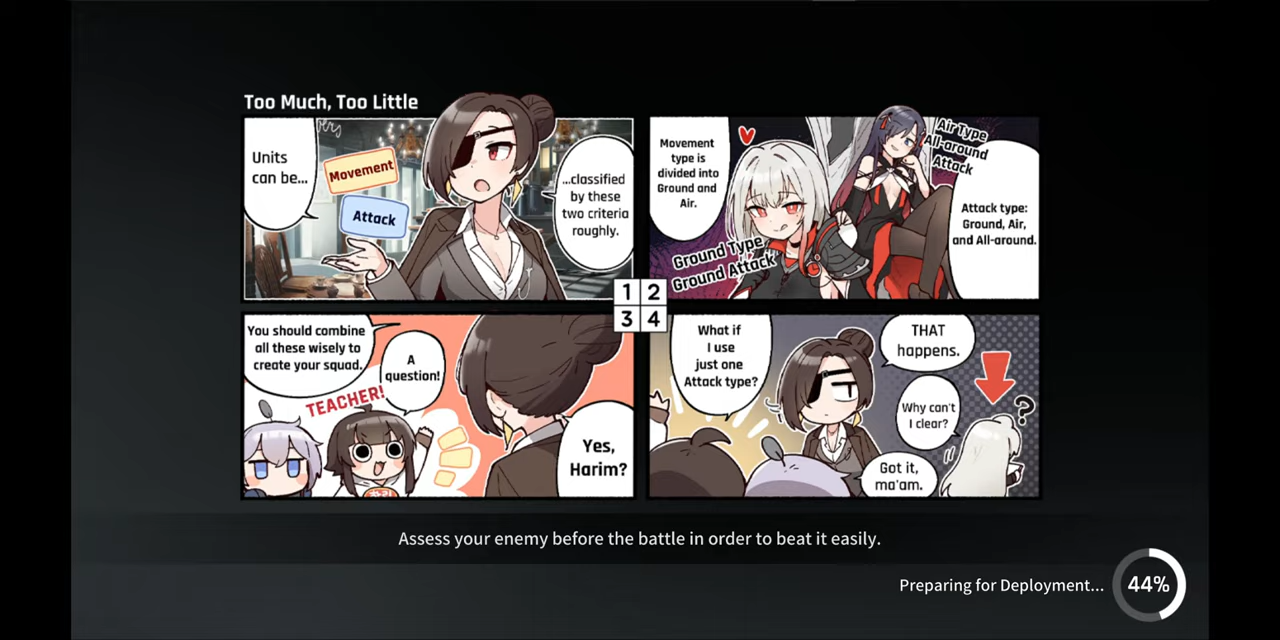 Too Much, Too Little
Units
can be...
Movement
Attack
...classified
by these
two criteria
roughly.
Movement
type is
divided into
Ground and
Air.
Ground Type
Ground Attack
Air Type
All-around
Attack
Attack type:
Ground, Air,
and All-around.
1 2
3 4
You should combine
all these wisely to
create your squad.
A
question!
TEACHER!
Yes,
Harim?
What if
I use
just one
Attack type?
THAT
happens.
Why can't
I clear?
?
Got it,
ma'am.
Assess your enemy before the battle in order to beat it easily.
Preparing for Deployment...
44%